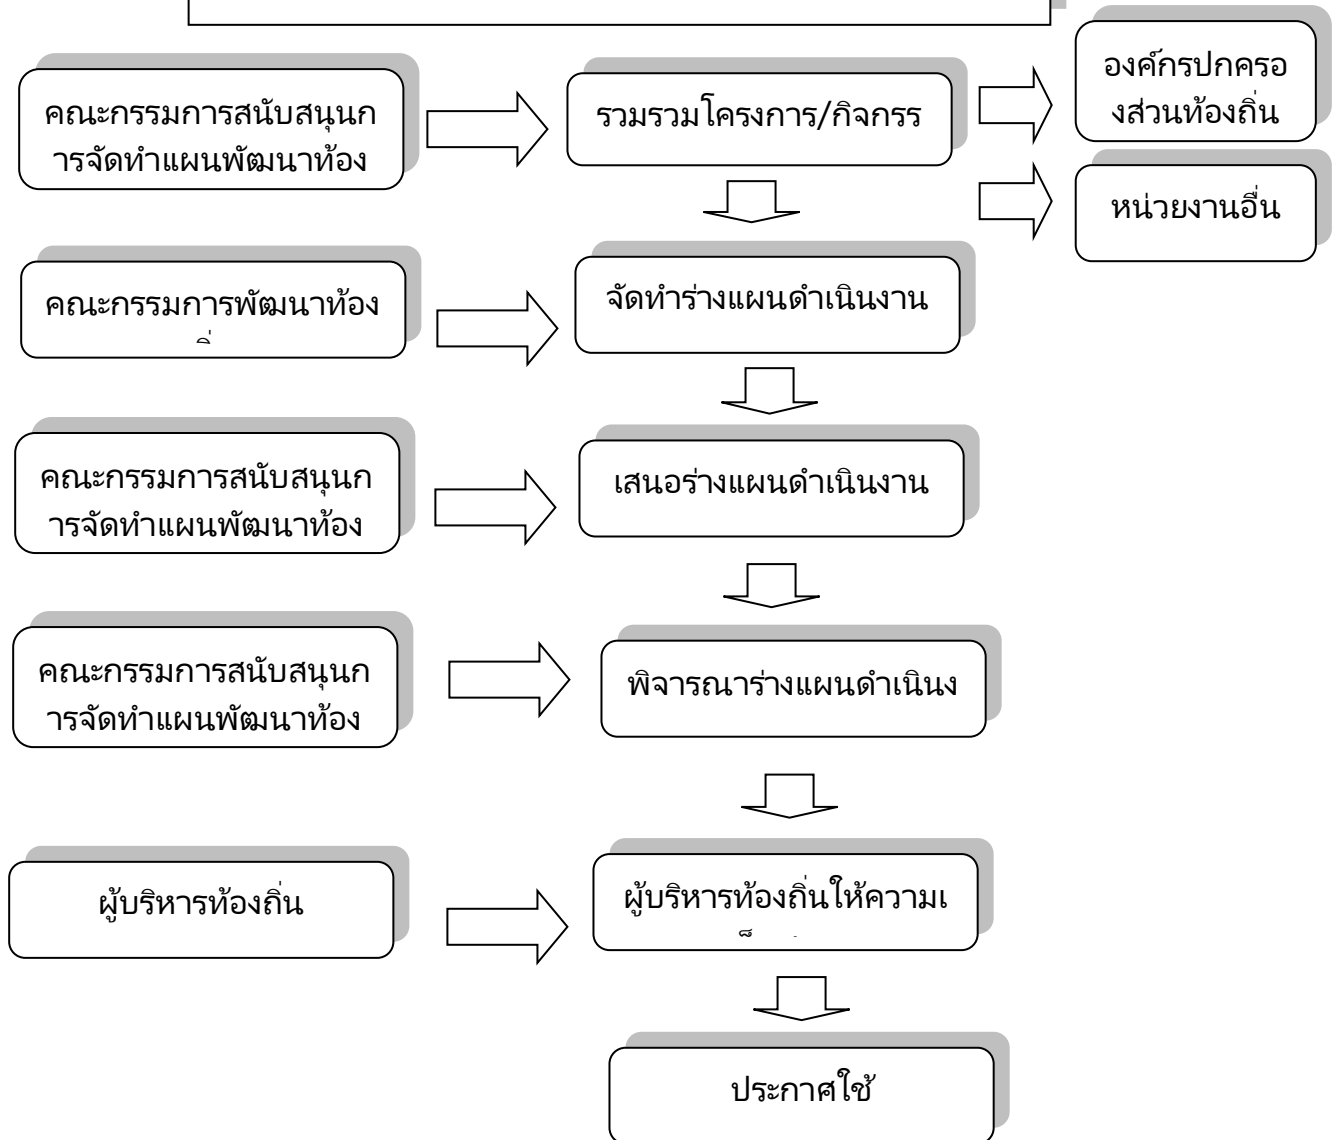 คณะกรรมการสนับสนุนก
ารจัดทำแผนพัฒนาท้อง
รวมรวมโครงการ/กิจกรร
องค์กรปกครอ
งส่วนท้องถิ่น
หน่วยงานอื่น
คณะกรรมการพัฒนาท้อง
จัดทำร่างแผนดำเนินงาน
คณะกรรมการสนับสนุนก
ารจัดทำแผนพัฒนาท้อง
เสนอร่างแผนดำเนินงาน
คณะกรรมการสนับสนุนก
ารจัดทำแผนพัฒนาท้อง
พิจารณาร่างแผนดำเนินง
ผู้บริหารท้องถิ่น
ผู้บริหารท้องถิ่นให้ความเ
ประกาศใช้